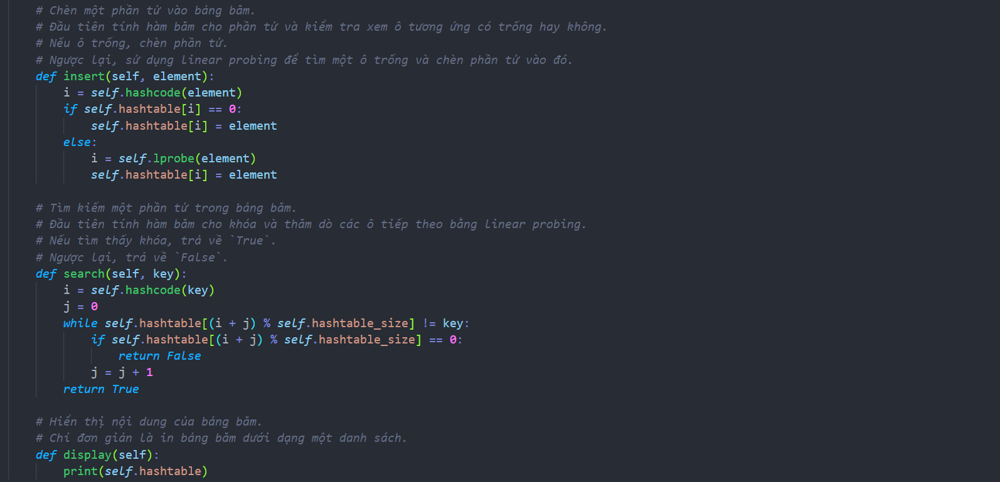 # Chèn một phần tử vào bảng băm.
# Đầu tiên tính hàm băm cho phần tử và kiểm tra xem ô tương ứng có trống hay không.
# Nếu ô trống, chèn phần tử.
# Ngược lại, sử dụng linear probing để tìm một ô trống và chèn phần tử vào đó.
def insert(self, element):
    i = self.hashcode(element)
    if self.hashtable[i] == 0:
        self.hashtable[i] = element
    else:
        i = self.lprobe(element)
        self.hashtable[i] = element

# Tìm kiếm một phần tử trong bảng băm.
# Đầu tiên tính hàm băm cho khóa và thăm dò các ô tiếp theo bằng linear probing.
# Nếu tìm thấy khóa, trả về `True`.
# Ngược lại, trả về `False`.
def search(self, key):
    i = self.hashcode(key)
    j = 0
    while self.hashtable[(i + j) % self.hashtable_size] != key:
        if self.hashtable[(i + j) % self.hashtable_size] == 0:
            return False
        j = j + 1
    return True

# Hiển thị nội dung của bảng băm.
# Chỉ đơn giản là in bảng băm dưới dạng một danh sách.
def display(self):
    print(self.hashtable)